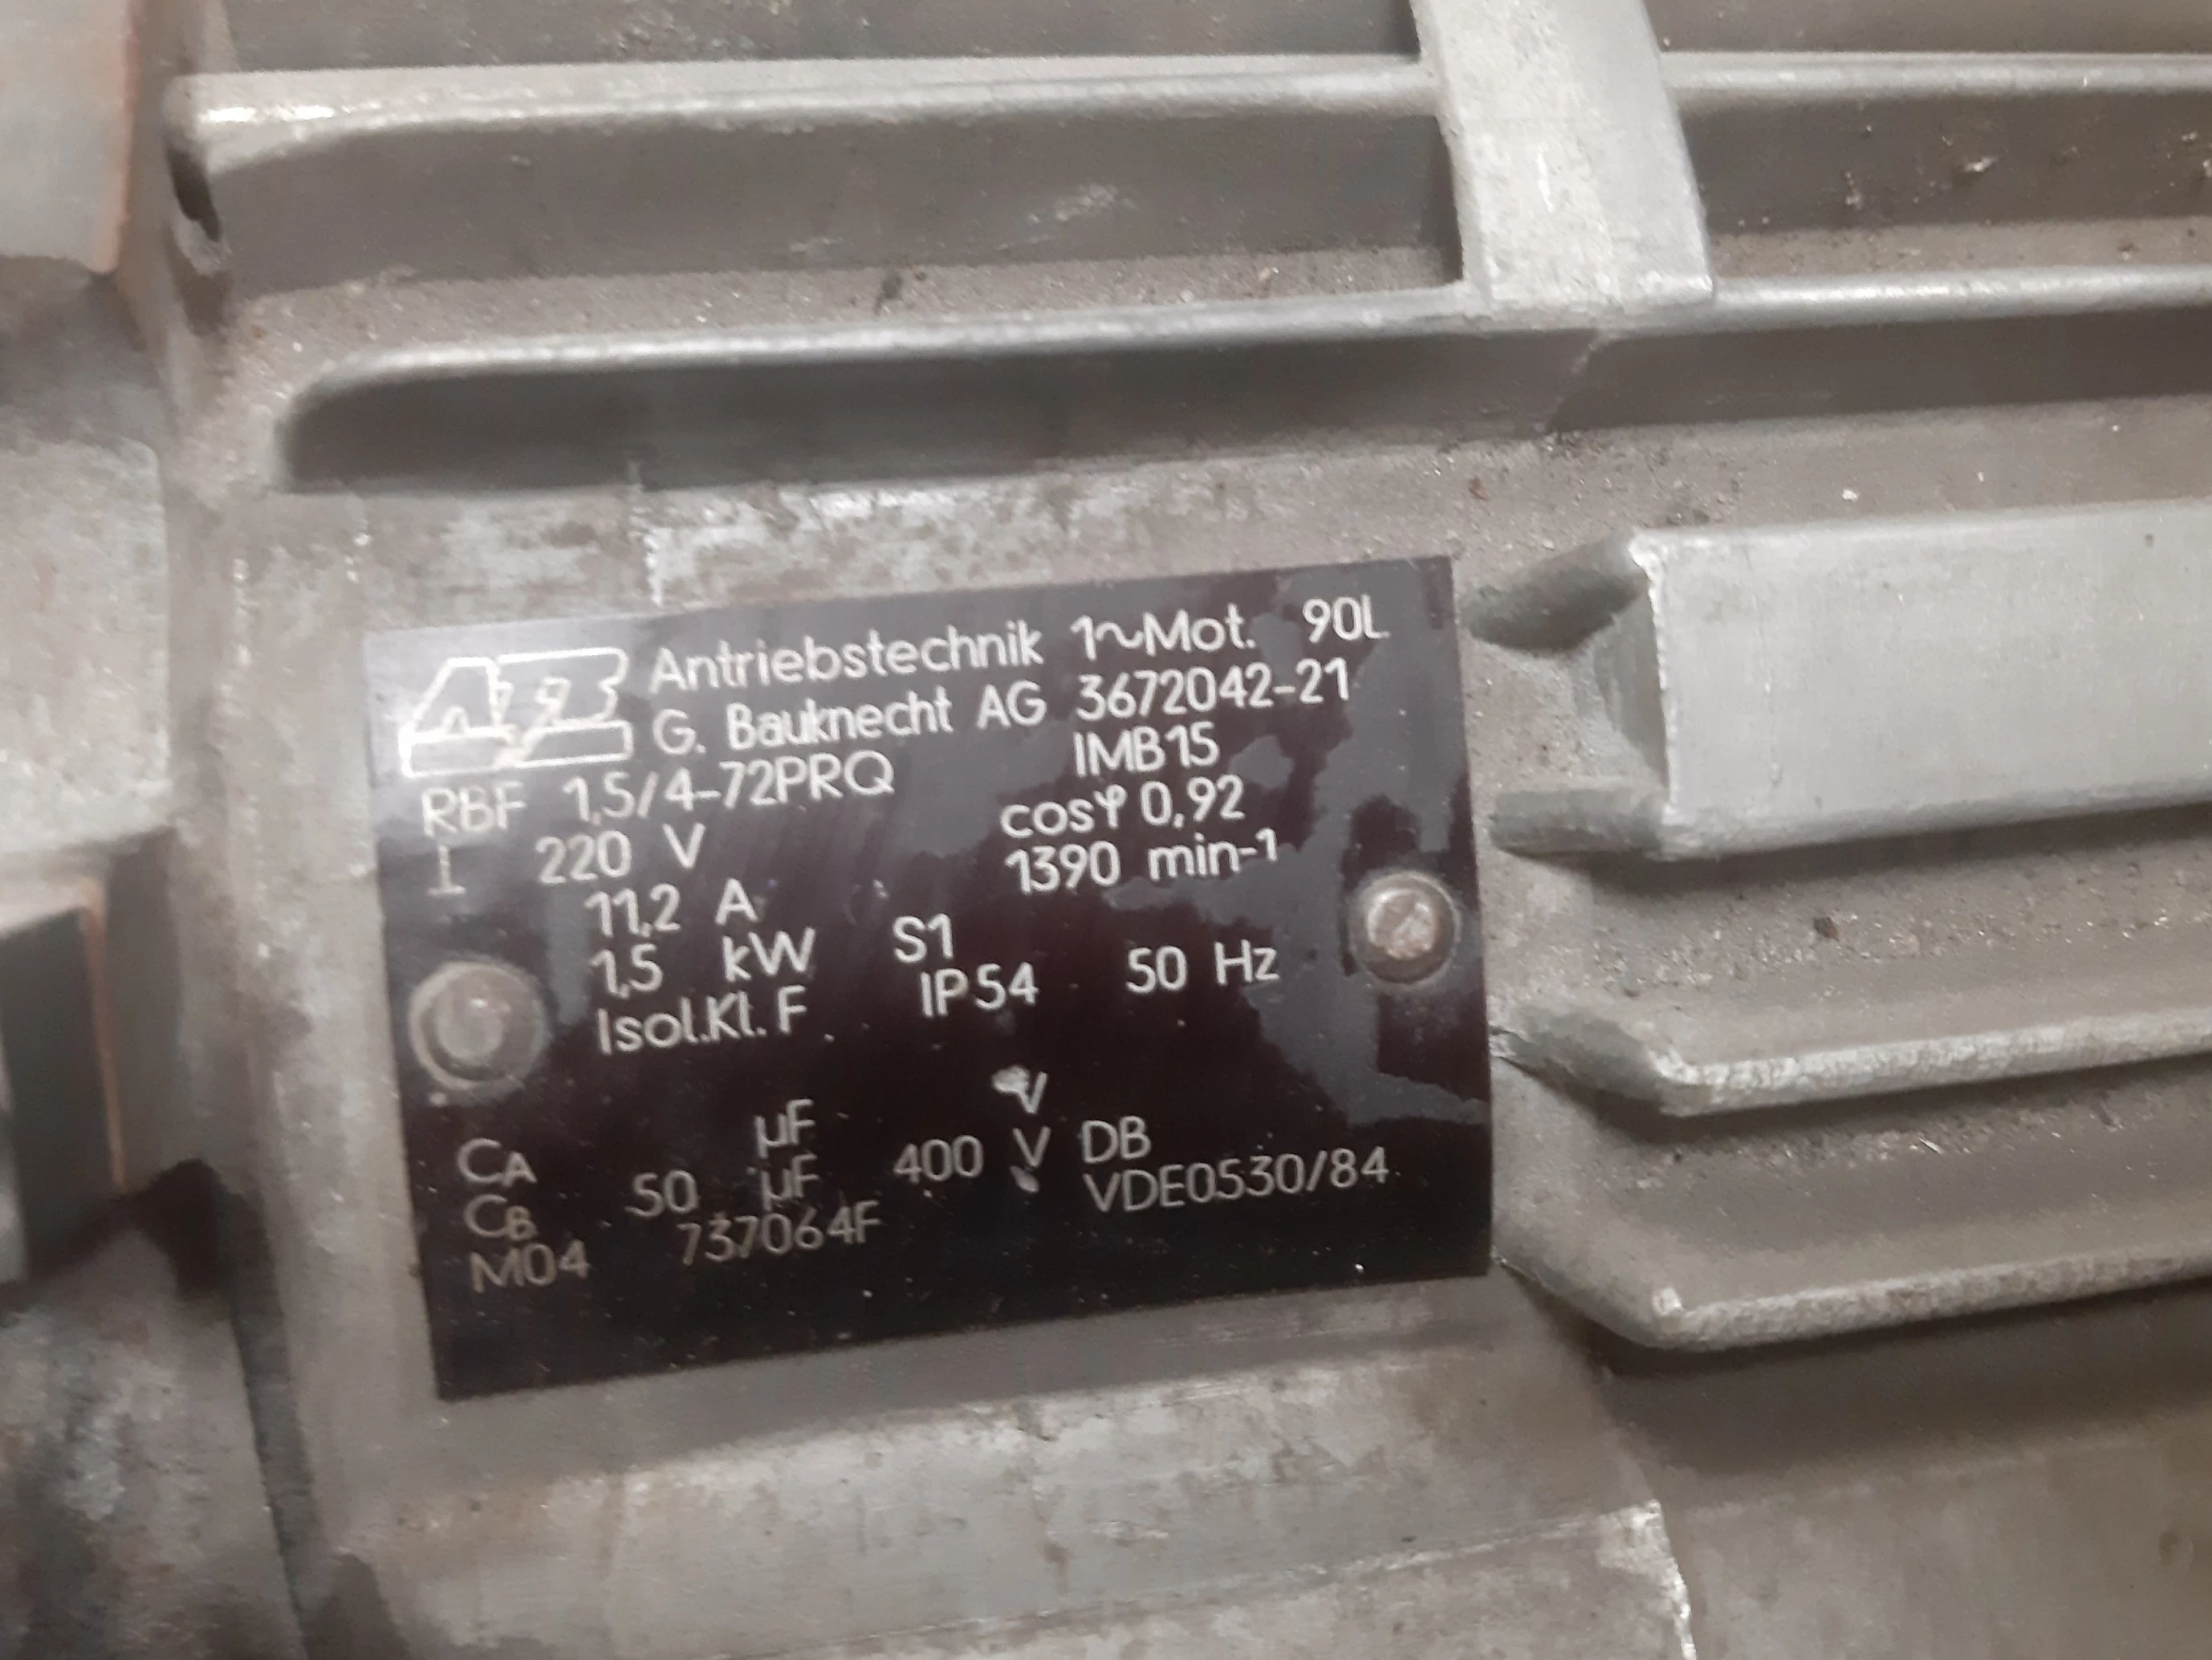 Antriebstechnik 1~Mot. 90L
G. Bauknecht AG 3672042-21
RBF 1,5/4-72PRQ IMB15
220 V cosφ 0,92
11,2 A 1390 min-1
1,5 kW S1
Isol.Kl. F IP54 50 Hz
CA µF V
CB 50 µF 400 V DB
M04 737064F VDE0530/84